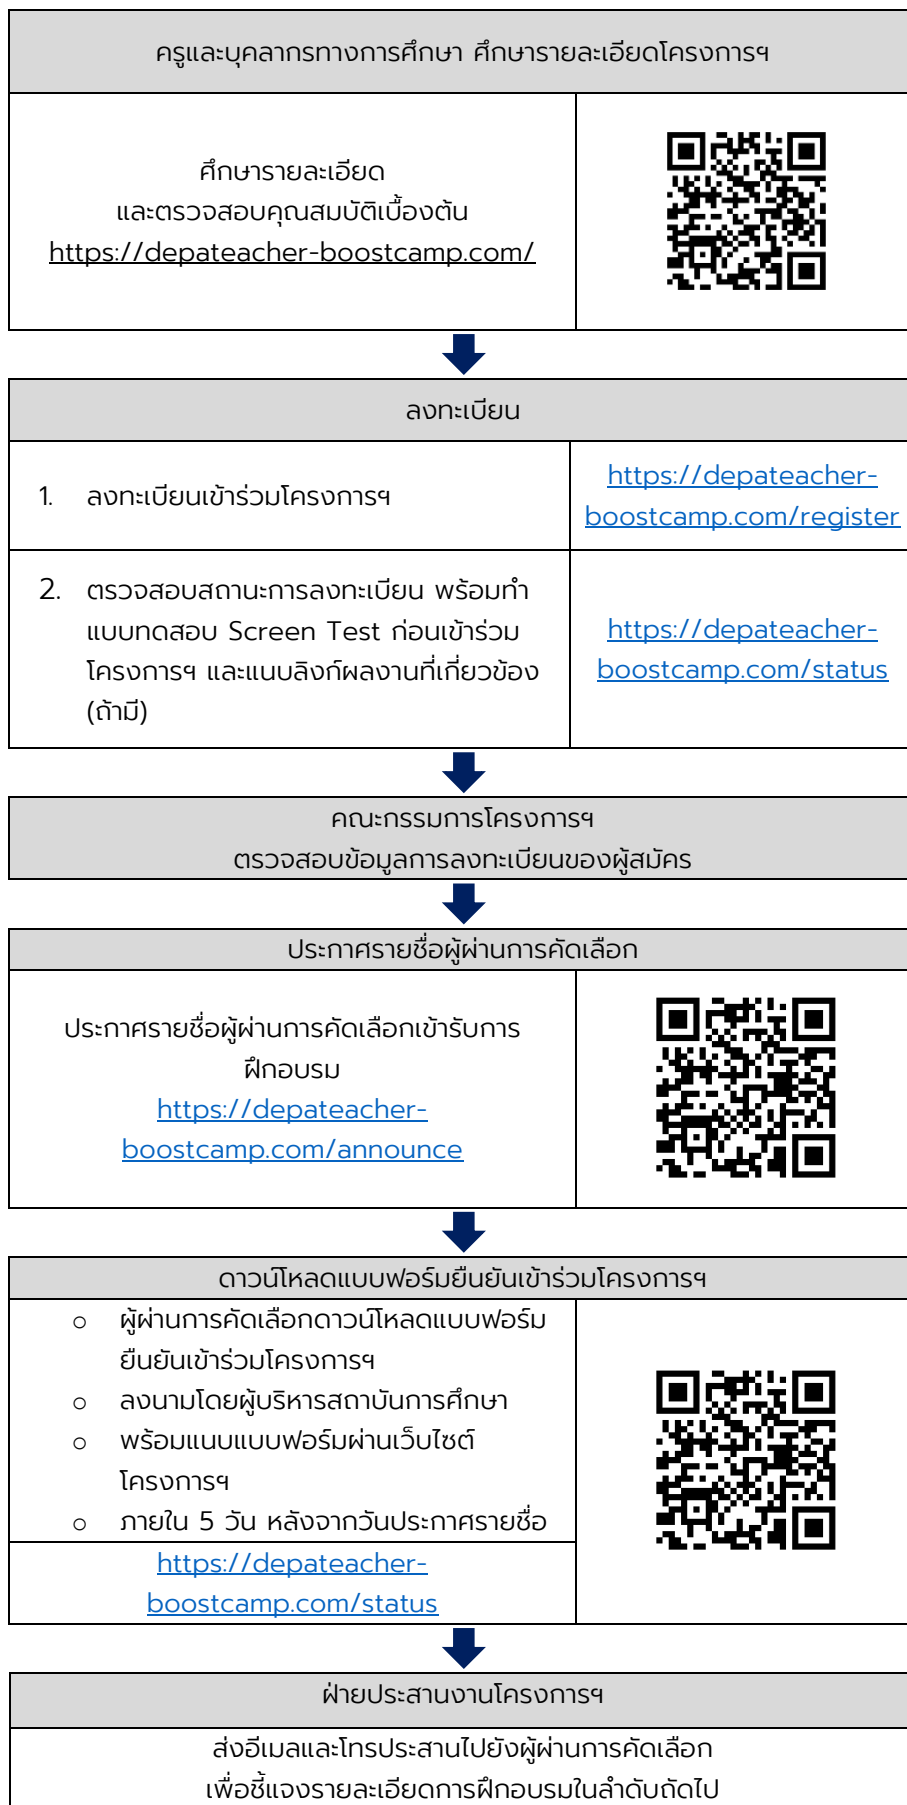 ครูและบุคลากรทางการศึกษา ศึกษารายละเอียดโครงการฯ
ศึกษารายละเอียด
และตรวจสอบคุณสมบัติเบื้องต้น
https://depateacher-boostcamp.com/
ลงทะเบียน
1. ลงทะเบียนเข้าร่วมโครงการฯ
https://depateacher-
boostcamp.com/register
2. ตรวจสอบสถานะการลงทะเบียน พร้อมทำ
แบบทดสอบ Screen Test ก่อนเข้าร่วม
โครงการฯ และแนบลิงก์ผลงานที่เกี่ยวข้อง
(ถ้ามี)
https://depateacher-
boostcamp.com/status
คณะกรรมการโครงการฯ
ตรวจสอบข้อมูลการลงทะเบียนของผู้สมัคร
ประกาศรายชื่อผู้ผ่านการคัดเลือก
ประกาศรายชื่อผู้ผ่านการคัดเลือกเข้ารับการ
ฝึกอบรม
https://depateacher-
boostcamp.com/announce
ดาวน์โหลดแบบฟอร์มยืนยันเข้าร่วมโครงการฯ
o ผู้ผ่านการคัดเลือกดาวน์โหลดแบบฟอร์ม
ยืนยันเข้าร่วมโครงการฯ
o ลงนามโดยผู้บริหารสถาบันการศึกษา
o พร้อมแนบแบบฟอร์มผ่านเว็บไซต์
โครงการฯ
o ภายใน 5 วัน หลังจากวันประกาศรายชื่อ
https://depateacher-
boostcamp.com/status
ฝ่ายประสานงานโครงการฯ
ส่งอีเมลและโทรประสานไปยังผู้ผ่านการคัดเลือก
เพื่อชี้แจงรายละเอียดการฝึกอบรมในลำดับถัดไป